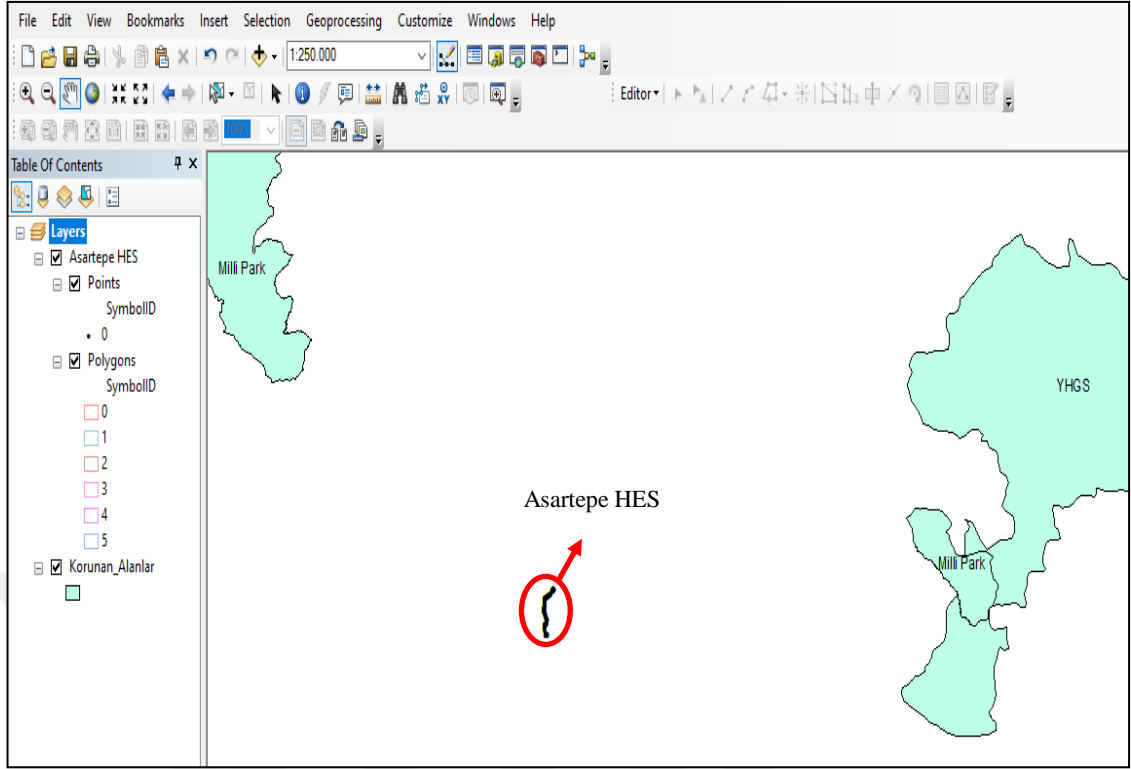 File Edit View Bookmarks Insert Selection Geoprocessing Customize Windows Help
1:250.000
Editor
100%
Table Of Contents
Layers
Asartepe HES
Points
SymbolID
0
Polygons
SymbolID
0
1
2
3
4
5
Korunan_Alanlar
Milli Park
YHGS
Asartepe HES
Milli Park